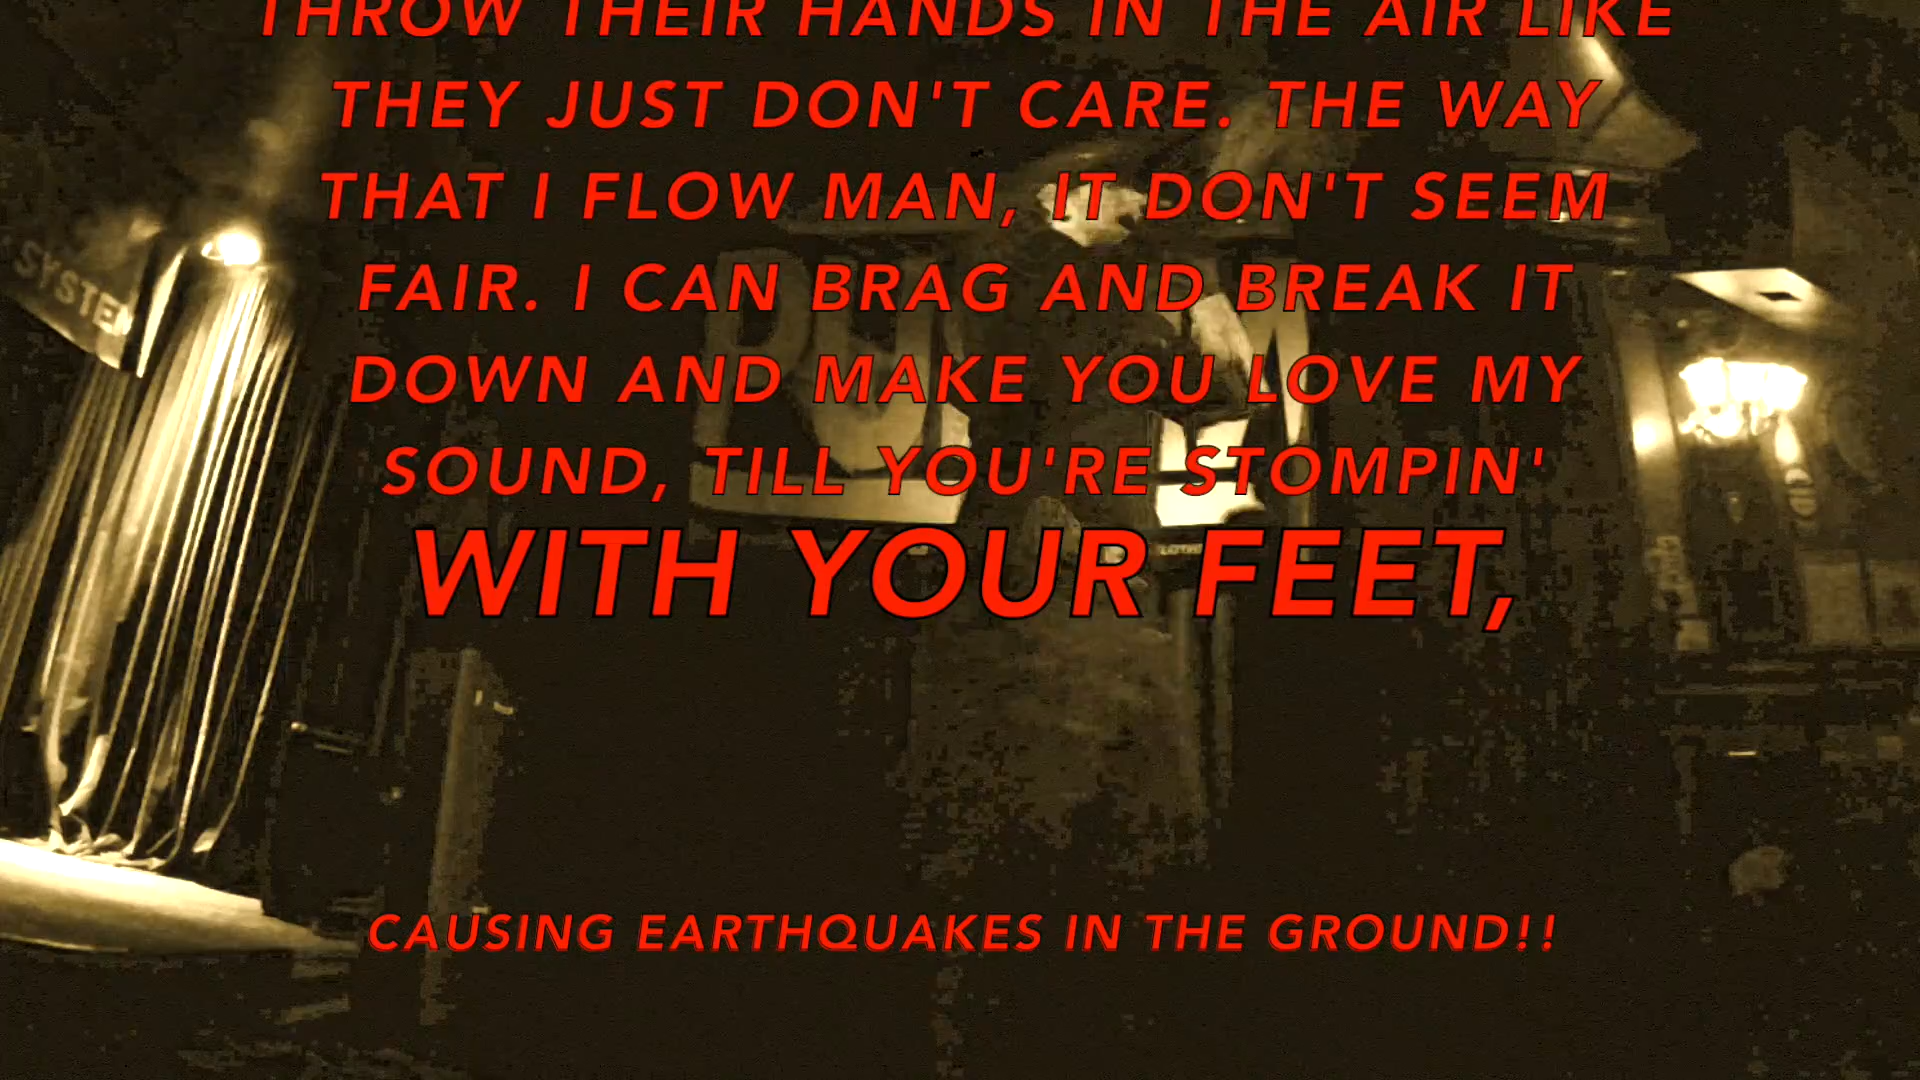 THROW THEIR HANDS IN THE AIR LIKE
THEY JUST DON'T CARE. THE WAY
THAT I FLOW MAN, IT DON'T SEEM
FAIR. I CAN BRAG AND BREAK IT
DOWN AND MAKE YOU LOVE MY
SOUND, TILL YOU'RE STOMPIN'
WITH YOUR FEET,
CAUSING EARTHQUAKES IN THE GROUND!!
SYSTEM